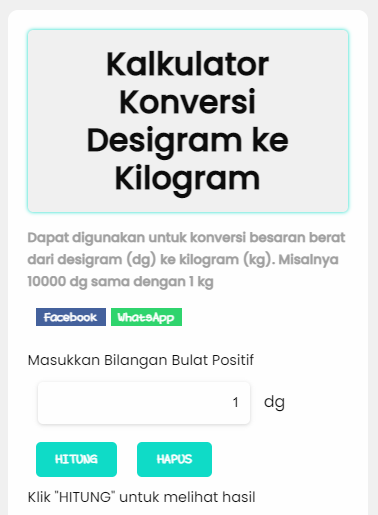 Kalkulator
Konversi
Desigram ke
Kilogram
Dapat digunakan untuk konversi besaran berat
dari desigram (dg) ke kilogram (kg). Misalnya
10000 dg sama dengan 1 kg
Facebook WhatsApp
Masukkan Bilangan Bulat Positif
1 dg
HITUNG HAPUS
Klik "HITUNG" untuk melihat hasil